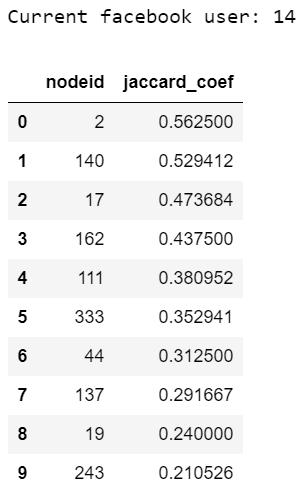 Current facebook user: 14
nodeid jaccard_coef
0 2 0.562500
1 140 0.529412
2 17 0.473684
3 162 0.437500
4 111 0.380952
5 333 0.352941
6 44 0.312500
7 137 0.291667
8 19 0.240000
9 243 0.210526